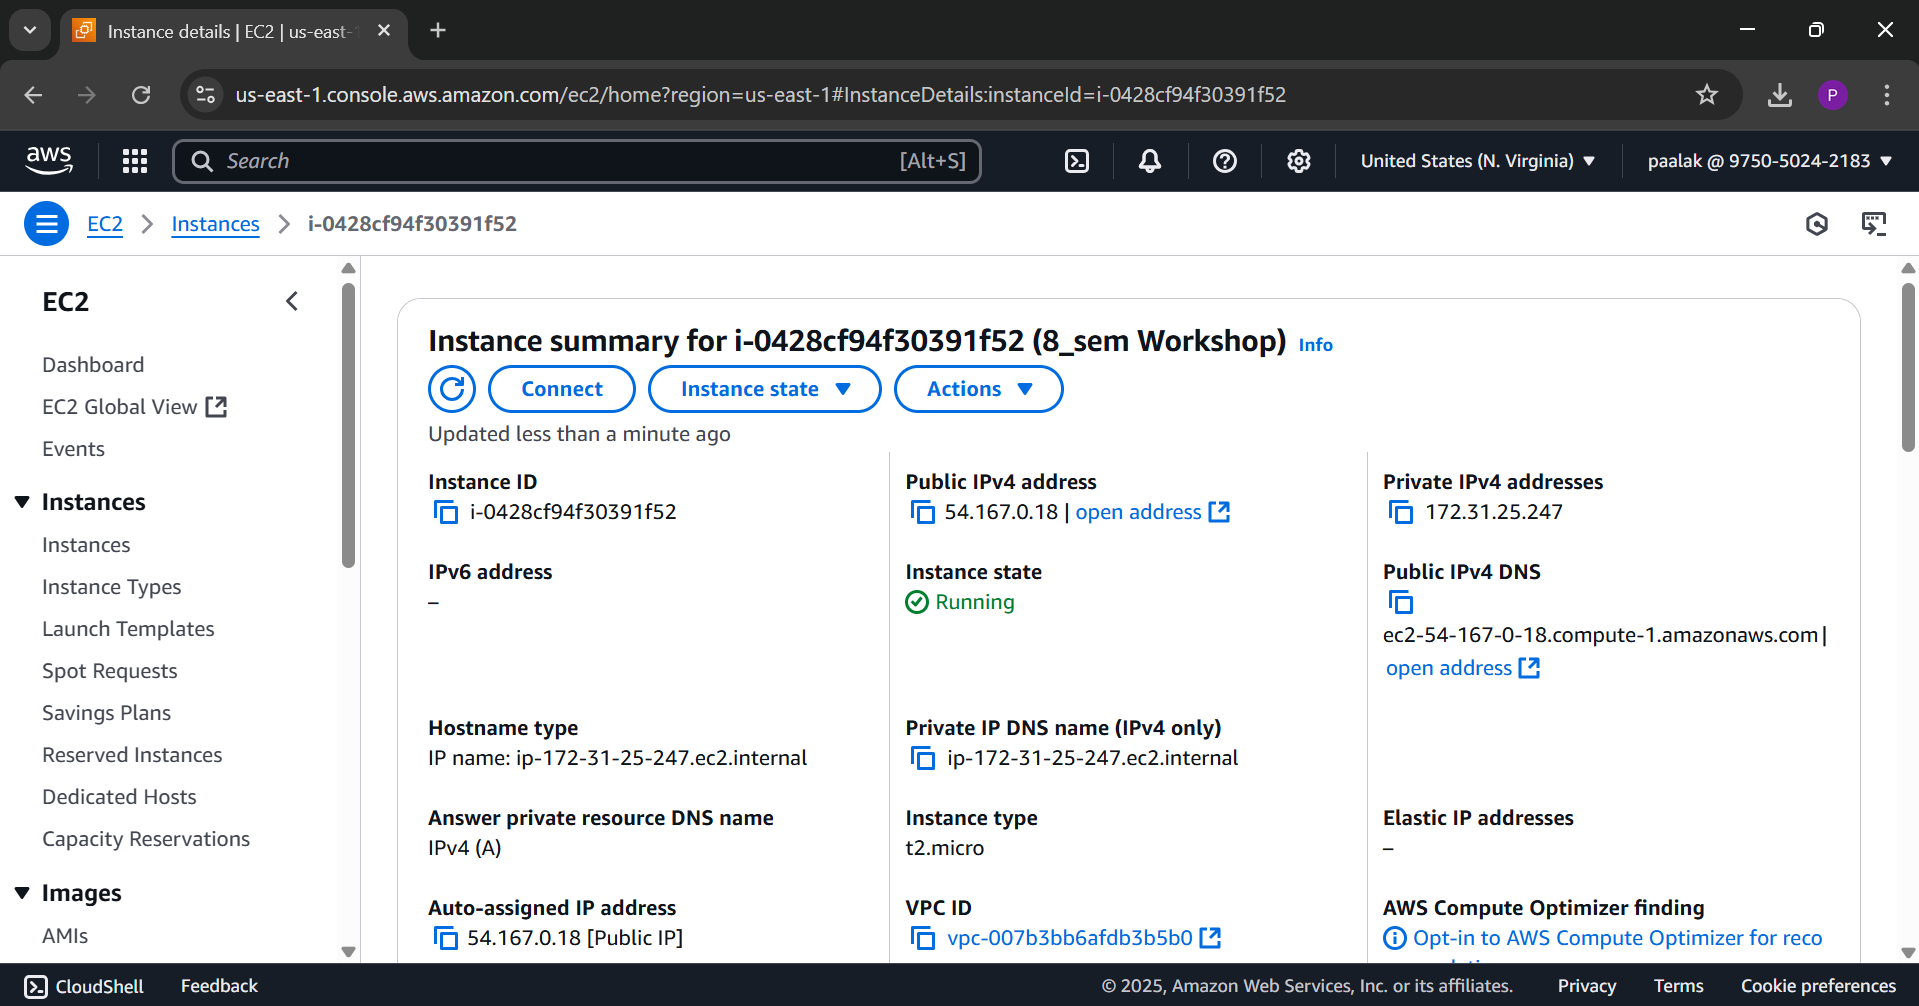 Instance details | EC2 | us-east-1
us-east-1.console.aws.amazon.com/ec2/home?region=us-east-1#InstanceDetails:instanceId=i-0428cf94f30391f52
P
aws
Search
[Alt+S]
United States (N. Virginia)
paalak @ 9750-5024-2183
EC2
Instances
i-0428cf94f30391f52
EC2
Dashboard
EC2 Global View
Events
Instances
Instances
Instance Types
Launch Templates
Spot Requests
Savings Plans
Reserved Instances
Dedicated Hosts
Capacity Reservations
Images
AMIs
Instance summary for i-0428cf94f30391f52 (8_sem Workshop) Info
Connect
Instance state
Actions
Updated less than a minute ago
Instance ID
i-0428cf94f30391f52
Public IPv4 address
54.167.0.18 | open address
Private IPv4 addresses
172.31.25.247
IPv6 address
–
Instance state
Running
Public IPv4 DNS
ec2-54-167-0-18.compute-1.amazonaws.com |
open address
Hostname type
IP name: ip-172-31-25-247.ec2.internal
Private IP DNS name (IPv4 only)
ip-172-31-25-247.ec2.internal
Answer private resource DNS name
IPv4 (A)
Instance type
t2.micro
Elastic IP addresses
–
Auto-assigned IP address
54.167.0.18 [Public IP]
VPC ID
vpc-007b3bb6afdb3b5b0
AWS Compute Optimizer finding
Opt-in to AWS Compute Optimizer for reco
CloudShell
Feedback
© 2025, Amazon Web Services, Inc. or its affiliates.
Privacy
Terms
Cookie preferences